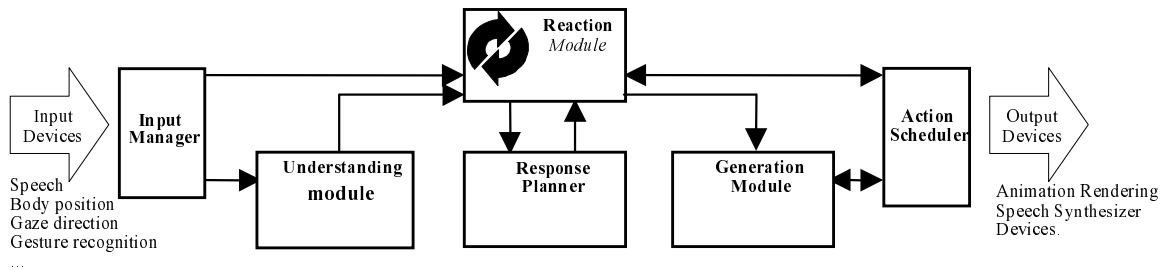 Input
Devices
Speech
Body position
Gaze direction
Gesture recognition
...
Input
Manager
Understanding
module
Reaction
Module
Response
Planner
Generation
Module
Action
Scheduler
Output
Devices
Animation Rendering
Speech Synthesizer
Devices.